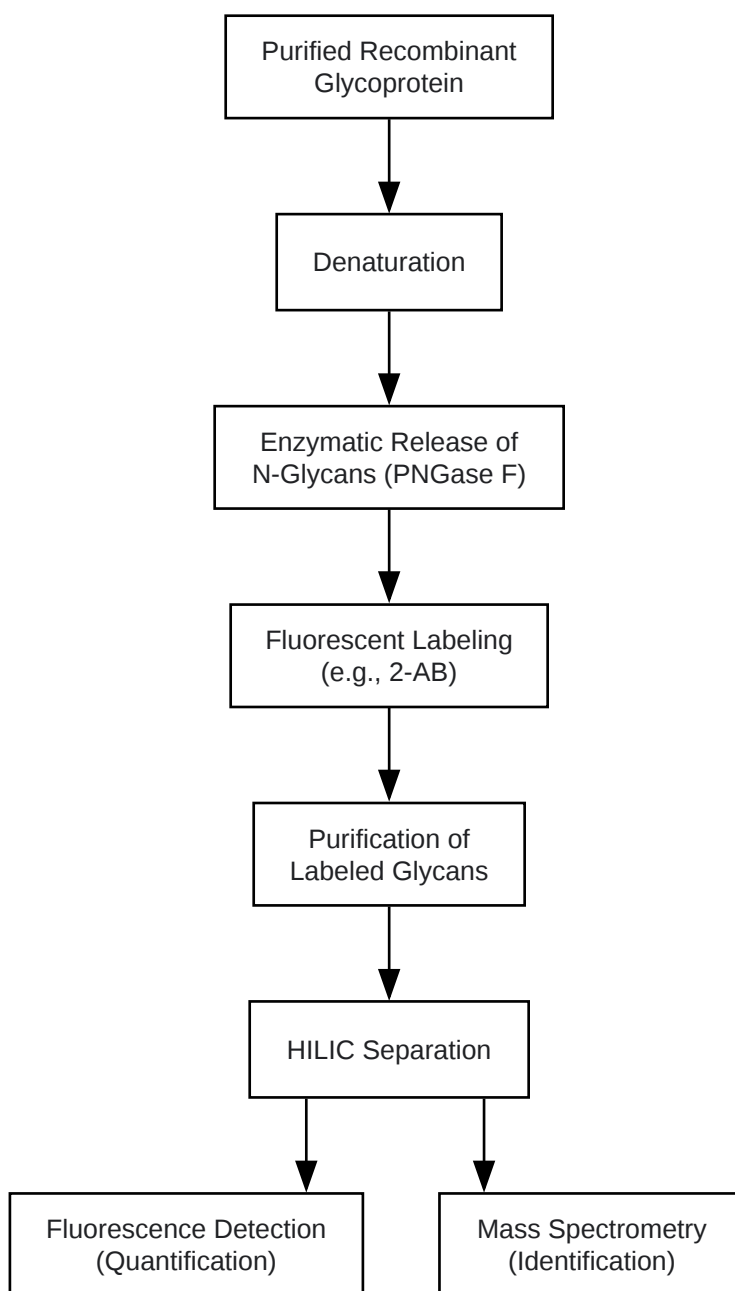 Purified Recombinant
Glycoprotein
Denaturation
Enzymatic Release of
N-Glycans (PNGase F)
Fluorescent Labeling
(e.g., 2-AB)
Purification of
Labeled Glycans
HILIC Separation
Fluorescence Detection
(Quantification)
Mass Spectrometry
(Identification)